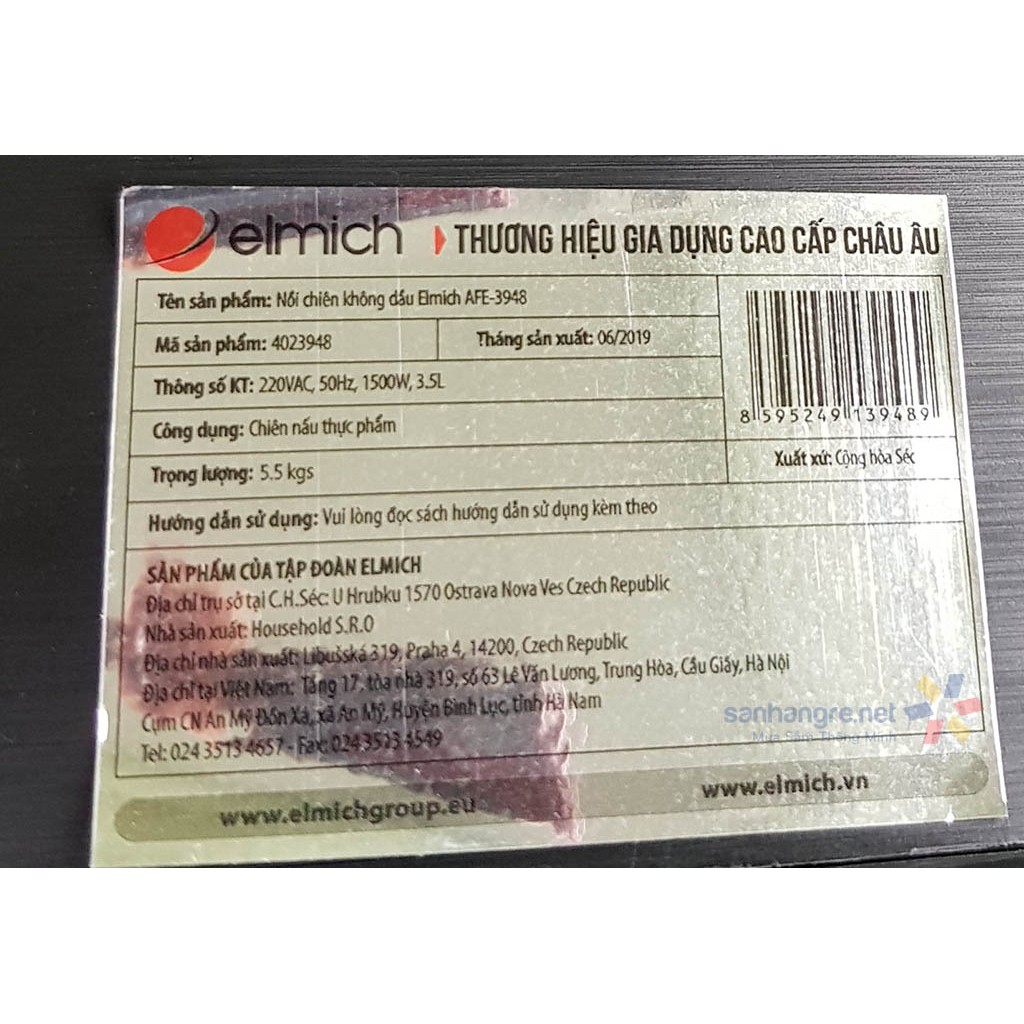 elmich THƯƠNG HIỆU GIA DỤNG CAO CẤP CHÂU ÂU
Tên sản phẩm: Nồi chiên không dầu Elmich AFE-3948
Mã sản phẩm: 4023948 Tháng sản xuất: 06/2019
Thông số KT: 220VAC, 50Hz, 1500W, 3.5L
Công dụng: Chiên nấu thực phẩm
8 595249 139489
Trọng lượng: 5.5 kgs
Xuất xứ: Cộng hòa Séc
Hướng dẫn sử dụng: Vui lòng đọc sách hướng dẫn sử dụng kèm theo
SẢN PHẨM CỦA TẬP ĐOÀN ELMICH
Địa chỉ trụ sở tại C.H.Séc: U Hrubku 1570 Ostrava Nova Ves Czech Republic
Nhà sản xuất: Household S.R.O
Địa chỉ nhà sản xuất: Libušská 319, Praha 4, 14200, Czech Republic
Địa chỉ tại Việt Nam: Tầng 17, tòa nhà 319, số 63 Lê Văn Lương, Trung Hòa, Cầu Giấy, Hà Nội
Cụm CN An Mỹ Đồn Xá, xã An Mỹ, Huyện Bình Lục, tỉnh Hà Nam
Tel: 024 3513 4657 - Fax: 024 3513 4549
sanhangre.net
Mua Sắm Thông Minh
www.elmichgroup.eu www.elmich.vn